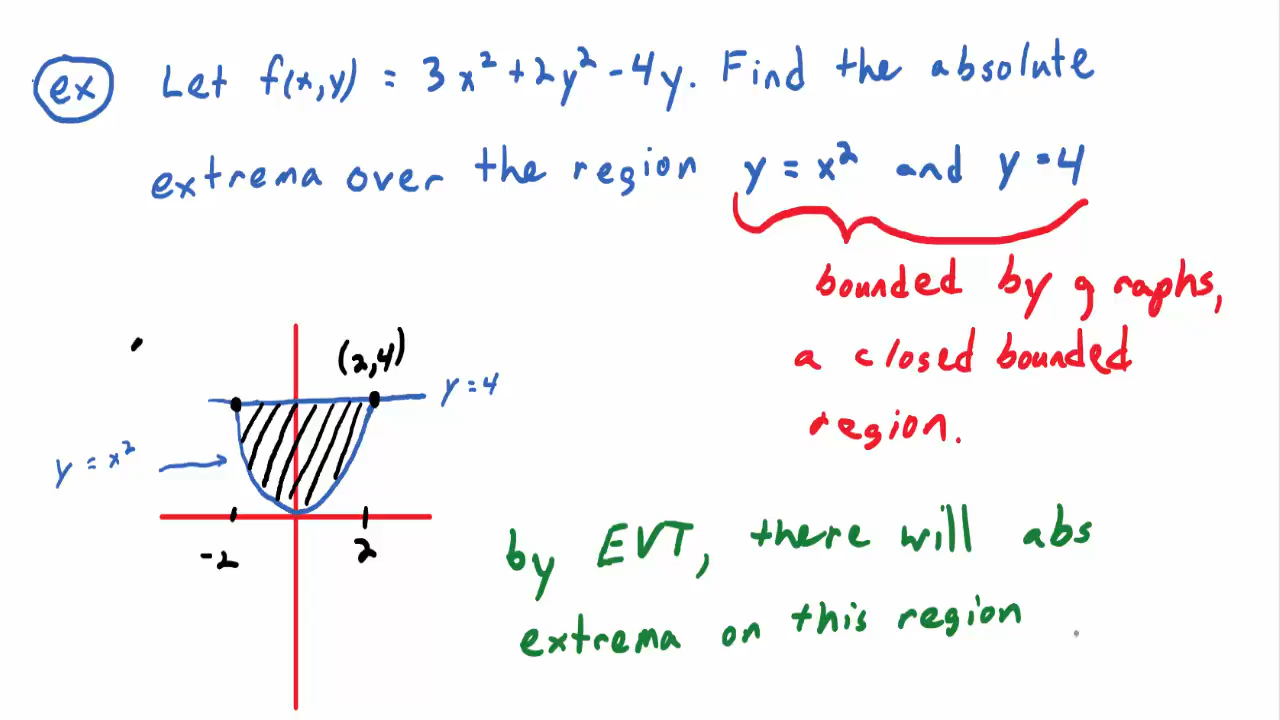 ex Let f(x,y) = 3x² + 2y² - 4y. Find the absolute
extrema over the region y = x² and y = 4
bounded by graphs,
a closed bounded
region.
(2,4)
y = 4
y = x²
-2 2
by EVT, there will abs
extrema on this region